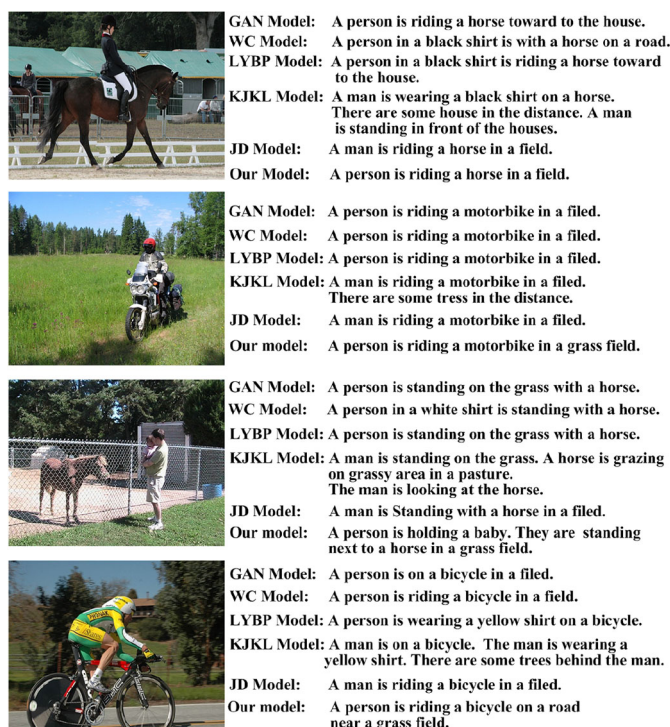 GAN Model: A person is riding a horse toward to the house.
WC Model: A person in a black shirt is with a horse on a road.
LYBP Model: A person in a black shirt is riding a horse toward
to the house.
KJKL Model: A man is wearing a black shirt on a horse.
There are some house in the distance. A man
is standing in front of the houses.
JD Model: A man is riding a horse in a field.
Our Model: A person is riding a horse in a field.
GAN Model: A person is riding a motorbike in a filed.
WC Model: A person is riding a motorbike in a filed.
LYBP Model: A person is riding a motorbike in a filed.
KJKL Model: A man is riding a motorbike in a filed.
There are some tress in the distance.
JD Model: A man is riding a motorbike in a filed.
Our model: A person is riding a motorbike in a grass field.
GAN Model: A person is standing on the grass with a horse.
WC Model: A person in a white shirt is standing with a horse.
LYBP Model: A person is standing on the grass with a horse.
KJKL Model: A man is standing on the grass. A horse is grazing
on grassy area in a pasture.
The man is looking at the horse.
JD Model: A man is Standing with a horse in a filed.
Our model: A person is holding a baby. They are standing
next to a horse in a grass field.
GAN Model: A person is on a bicycle in a filed.
WC Model: A person is riding a bicycle in a field.
LYBP Model: A person is wearing a yellow shirt on a bicycle.
KJKL Model: A man is on a bicycle. The man is wearing a
yellow shirt. There are some trees behind the man.
JD Model: A man is riding a bicycle in a filed.
Our model: A person is riding a bicycle on a road
near a grass field.